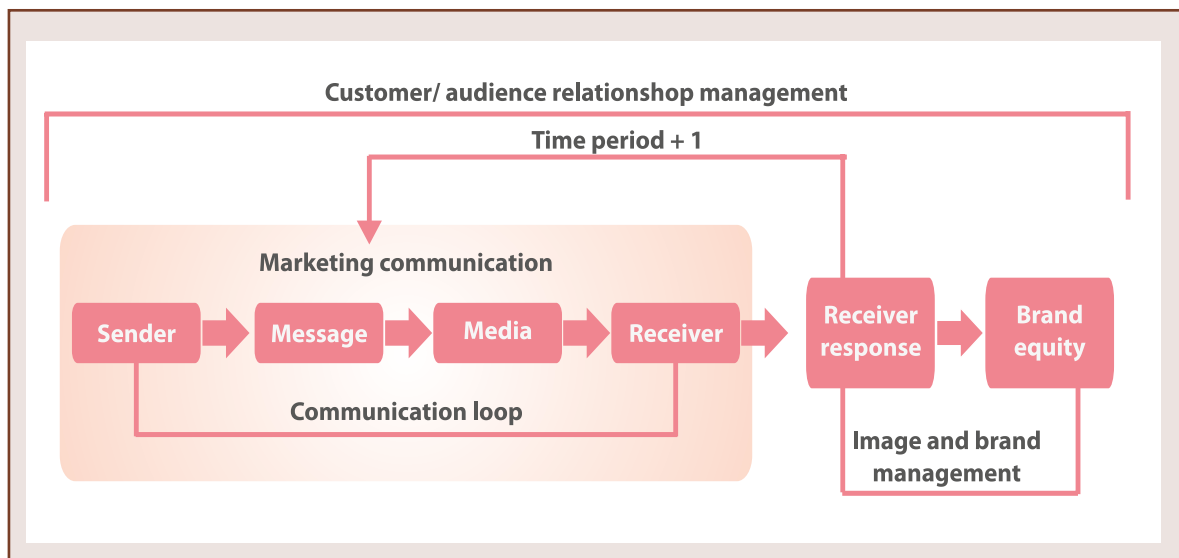 Customer/ audience relationshop management
Time period + 1
Marketing communication
Sender
Message
Media
Receiver
Receiver
response
Brand
equity
Communication loop
Image and brand
management